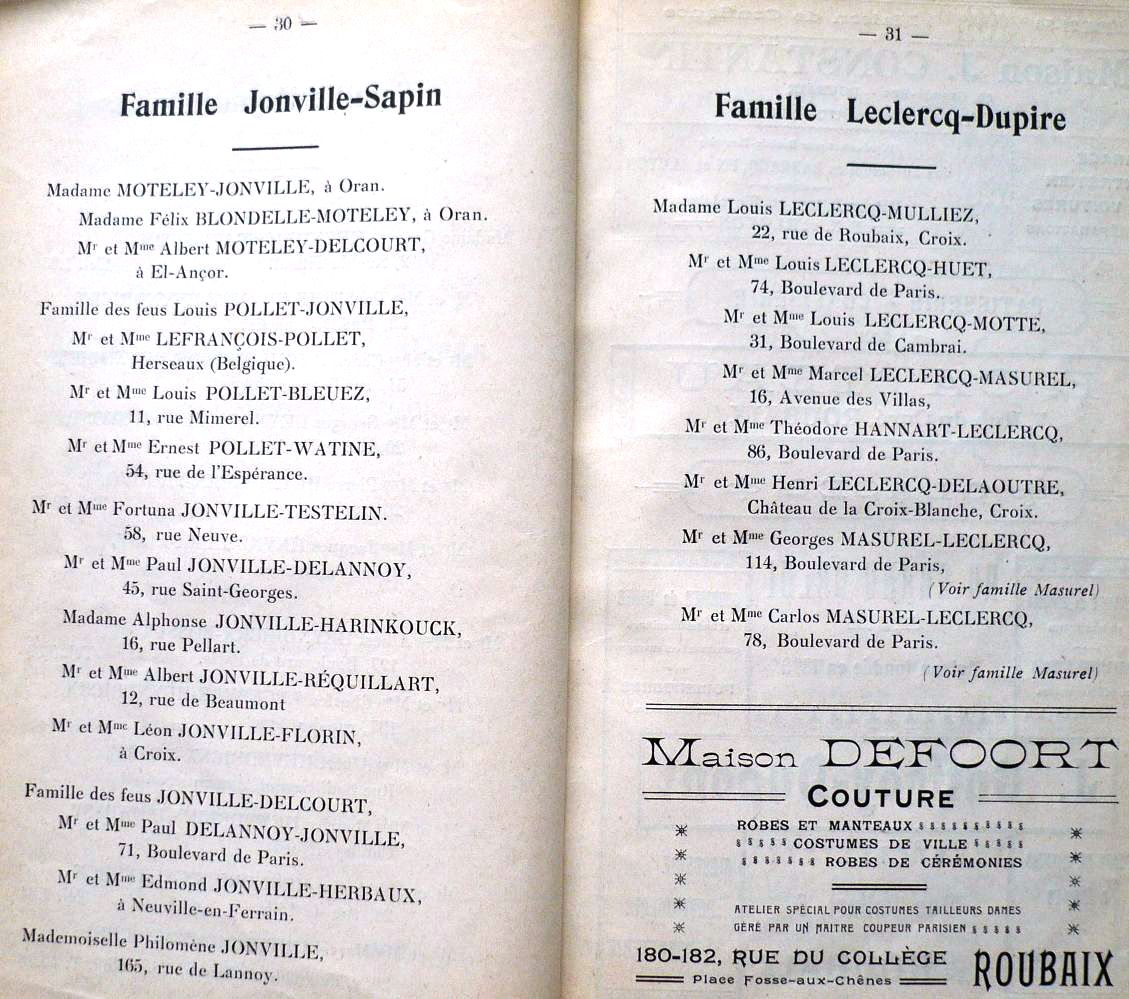 — 30 —
Famille Jonville-Sapin
Madame MOTELEY-JONVILLE, à Oran.
Madame Félix BLONDELLE-MOTELEY, à Oran.
Mr et Mme Albert MOTELEY-DELCOURT,
à El-Ançor.
Famille des feus Louis POLLET-JONVILLE,
Mr et Mme LEFRANÇOIS-POLLET,
Herseaux (Belgique).
Mr et Mme Louis POLLET-BLEUEZ,
11, rue Mimerel.
Mr et Mme Ernest POLLET-WATINE,
54, rue de l'Espérance.
Mr et Mme Fortuna JONVILLE-TESTELIN.
58, rue Neuve.
Mr et Mme Paul JONVILLE-DELANNOY,
45, rue Saint-Georges.
Madame Alphonse JONVILLE-HARINKOUCK,
16, rue Pellart.
Mr et Mme Albert JONVILLE-RÉQUILLART,
12, rue de Beaumont
Mr et Mme Léon JONVILLE-FLORIN,
à Croix.
Famille des feus JONVILLE-DELCOURT,
Mr et Mme Paul DELANNOY-JONVILLE,
71, Boulevard de Paris.
Mr et Mme Edmond JONVILLE-HERBAUX,
à Neuville-en-Ferrain.
Mademoiselle Philomène JONVILLE,
165, rue de Lannoy.
— 31 —
Famille Leclercq-Dupire
Madame Louis LECLERCQ-MULLIEZ,
22, rue de Roubaix, Croix.
Mr et Mme Louis LECLERCQ-HUET,
74, Boulevard de Paris.
Mr et Mme Louis LECLERCQ-MOTTE,
31, Boulevard de Cambrai.
Mr et Mme Marcel LECLERCQ-MASUREL,
16, Avenue des Villas,
Mr et Mme Théodore HANNART-LECLERCQ,
86, Boulevard de Paris.
Mr et Mme Henri LECLERCQ-DELAOUTRE,
Château de la Croix-Blanche, Croix.
Mr et Mme Georges MASUREL-LECLERCQ,
114, Boulevard de Paris,
(Voir famille Masurel)
Mr et Mme Carlos MASUREL-LECLERCQ,
78, Boulevard de Paris.
(Voir famille Masurel)
Maison DEFOORT
COUTURE
ROBES ET MANTEAUX
COSTUMES DE VILLE
ROBES DE CÉRÉMONIES
ATELIER SPÉCIAL POUR COSTUMES TAILLEURS DAMES
GÉRÉ PAR UN MAITRE COUPEUR PARISIEN
180-182, RUE DU COLLÈGE
Place Fosse-aux-Chênes
ROUBAIX